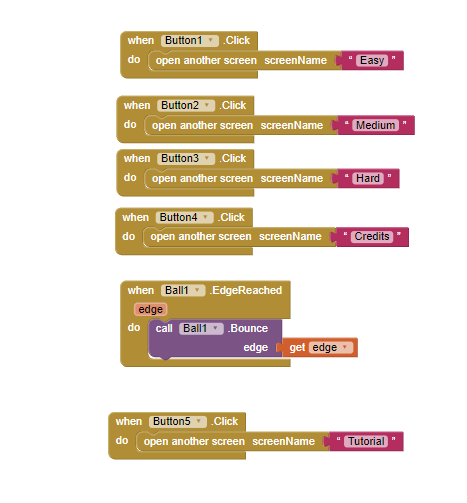 when Button1 .Click
do open another screen screenName " Easy "
when Button2 .Click
do open another screen screenName " Medium "
when Button3 .Click
do open another screen screenName " Hard "
when Button4 .Click
do open another screen screenName " Credits "
when Ball1 .EdgeReached
edge
do call Ball1 .Bounce
edge get edge
when Button5 .Click
do open another screen screenName " Tutorial "